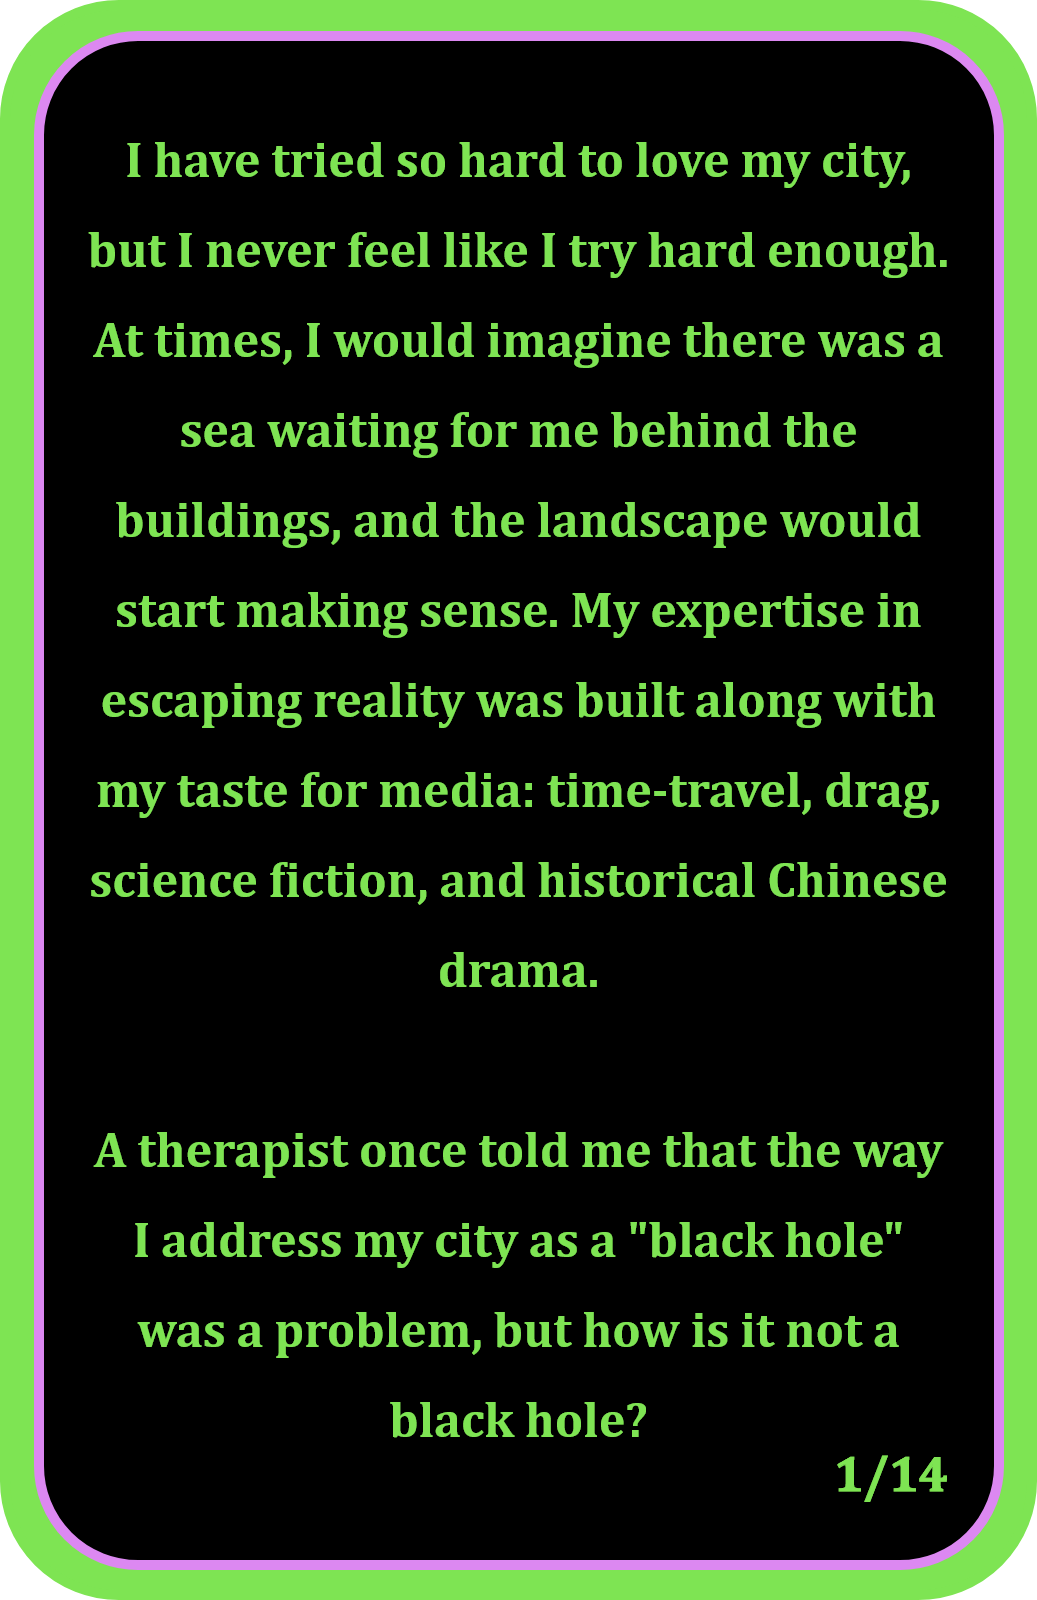 I have tried so hard to love my city,
but I never feel like I try hard enough.
At times, I would imagine there was a
sea waiting for me behind the
buildings, and the landscape would
start making sense. My expertise in
escaping reality was built along with
my taste for media: time-travel, drag,
science fiction, and historical Chinese
drama.
A therapist once told me that the way
I address my city as a "black hole"
was a problem, but how is it not a
black hole?
1/14